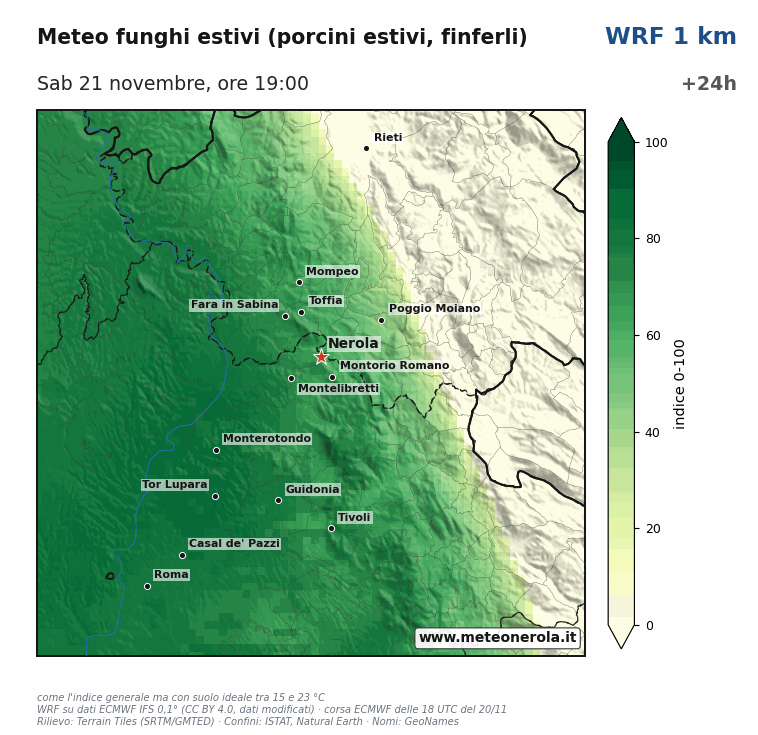 Meteo funghi estivi (porcini estivi, finferli)
WRF 1 km
Sab 21 novembre, ore 19:00
+24h
Rieti
Mompeo
Fara in Sabina
Toffia
Poggio Moiano
Nerola
Montorio Romano
Montelibretti
Monterotondo
Tor Lupara
Guidonia
Tivoli
Casal de' Pazzi
Roma
www.meteonerola.it
100
80
60
40
20
0
indice 0-100
come l'indice generale ma con suolo ideale tra 15 e 23 °C
WRF su dati ECMWF IFS 0,1° (CC BY 4.0, dati modificati) · corsa ECMWF delle 18 UTC del 20/11
Rilievo: Terrain Tiles (SRTM/GMTED) · Confini: ISTAT, Natural Earth · Nomi: GeoNames